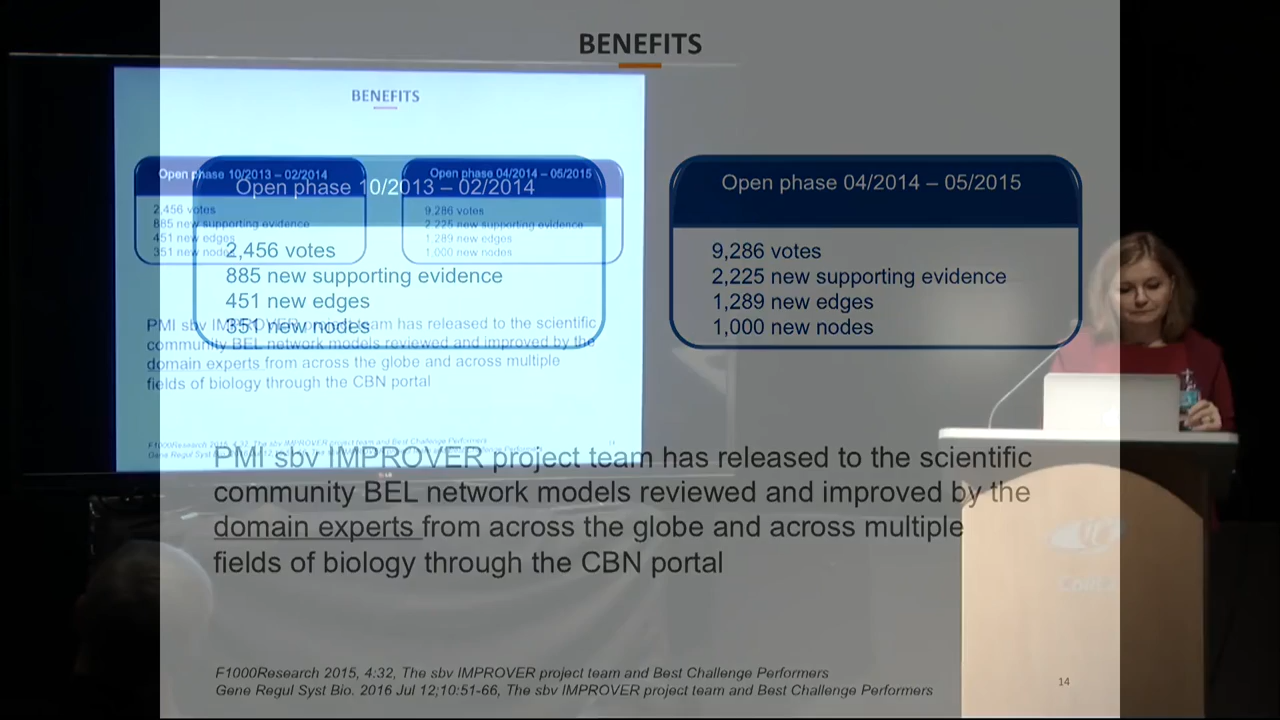 BENEFITS
BENEFITS
Open phase 10/2013 – 02/2014
Open phase 04/2014 – 05/2015
2,456 votes
885 new supporting evidence
451 new edges
351 new nodes
9,286 votes
2,225 new supporting evidence
1,289 new edges
1,000 new nodes
PMI sbv IMPROVER project team has released to the scientific
community BEL network models reviewed and improved by the
domain experts from across the globe and across multiple
fields of biology through the CBN portal
Open phase 10/2013 – 02/2014
2,456 votes
885 new supporting evidence
451 new edges
351 new nodes
Open phase 04/2014 – 05/2015
9,286 votes
2,225 new supporting evidence
1,289 new edges
1,000 new nodes
PMI sbv IMPROVER project team has released to the scientific
community BEL network models reviewed and improved by the
domain experts from across the globe and across multiple
fields of biology through the CBN portal
F1000Research 2015, 4:32, The sbv IMPROVER project team and Best Challenge Performers
Gene Regul Syst Bio. 2016 Jul 12;10:51-66, The sbv IMPROVER project team and Best Challenge Performers
14